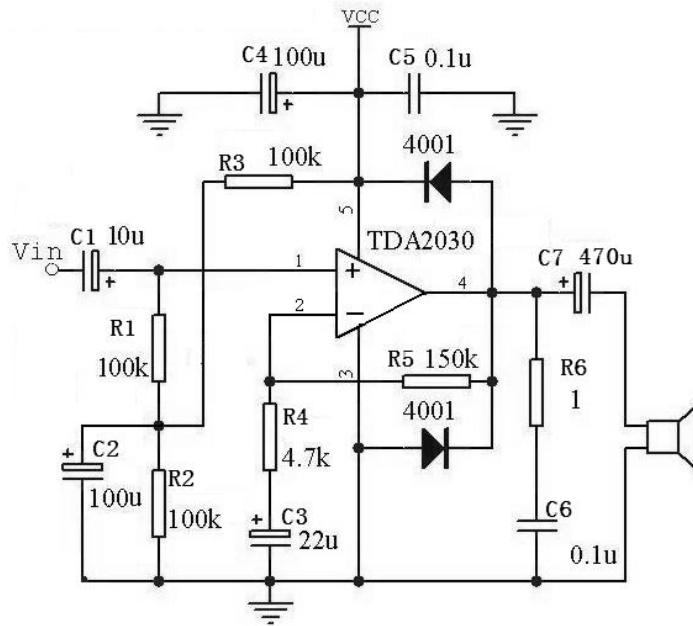 VCC
C4 100u
C5 0.1u
+
4001
R3 100k
5
TDA2030
Vin
C1 10u
+
1
+
C7 470u
+
4
2
−
R1
100k
3
R5 150k
R6
1
4001
R4
4.7k
+
C2
100u
R2
100k
+
C3
22u
C6
0.1u